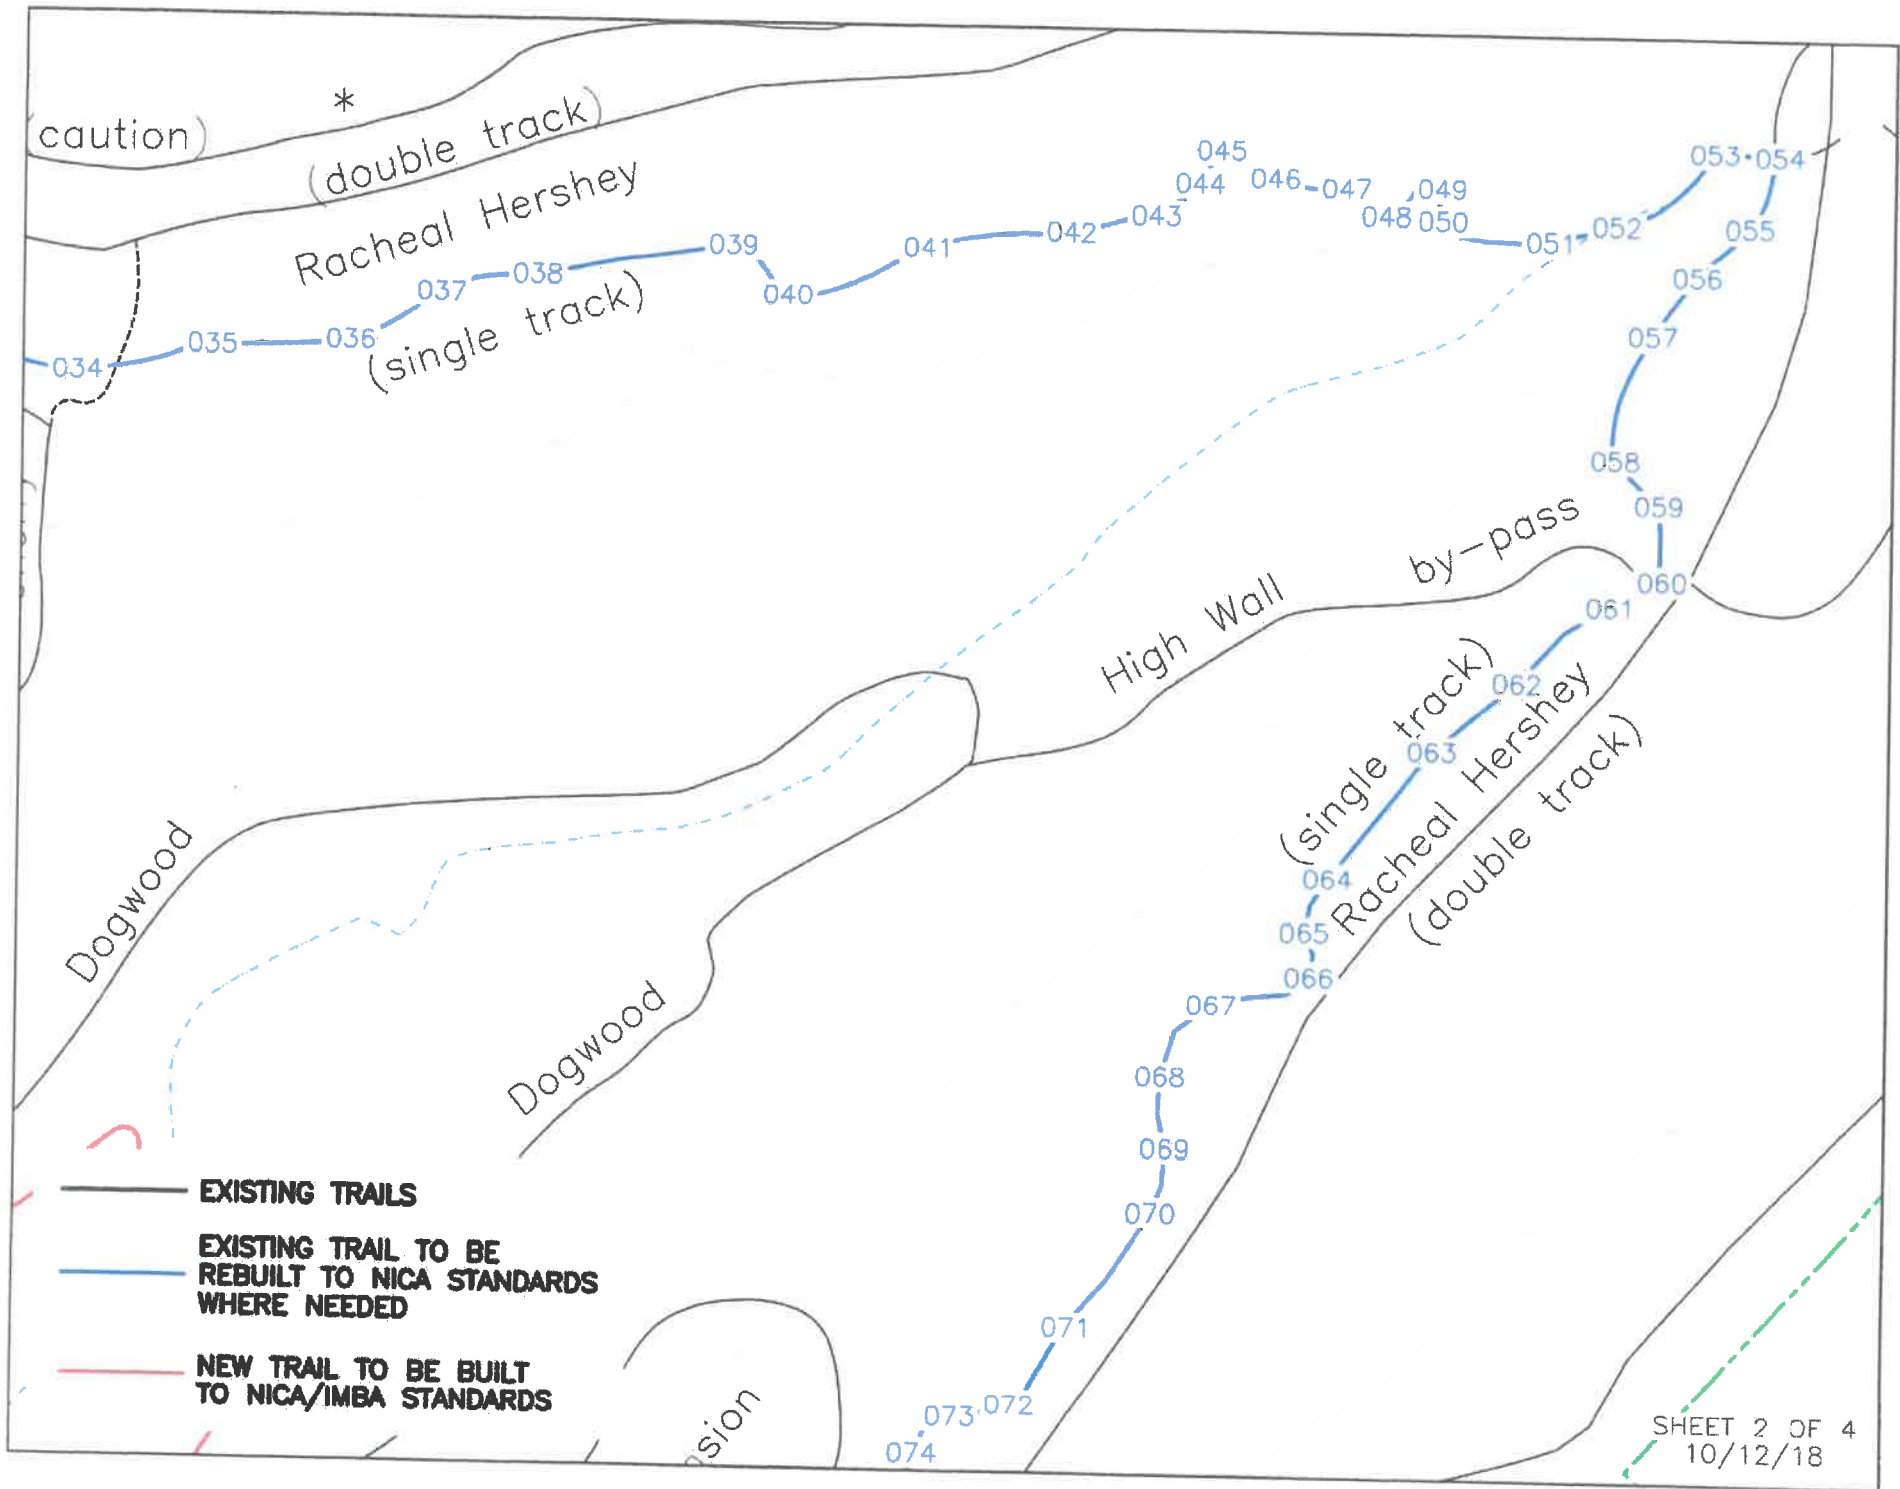 *
(caution)
(double track)
Racheal Hershey
(single track)
034
035
036
037
038
039
040
041
042
043
044
045
046
047
048
049
050
051
052
053
054
055
056
057
058
059
060
061
062
063
064
065
066
067
068
069
070
071
072
073
074
High Wall by-pass
(single track)
Racheal Hershey
(double track)
Dogwood
Dogwood
EXISTING TRAILS
EXISTING TRAIL TO BE
REBUILT TO NICA STANDARDS
WHERE NEEDED
NEW TRAIL TO BE BUILT
TO NICA/IMBA STANDARDS
SHEET 2 OF 4
10/12/18